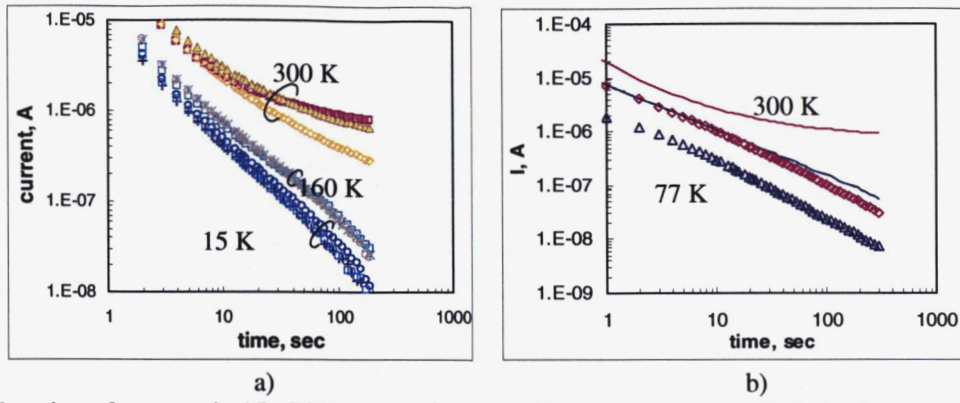 1.E-05
1.E-06
1.E-07
1.E-08
current, A
300 K
160 K
15 K
1
10
100
1000
time, sec
a)
1.E-04
1.E-05
1.E-06
1.E-07
1.E-08
1.E-09
I, A
300 K
77 K
1
10
100
1000
time, sec
b)